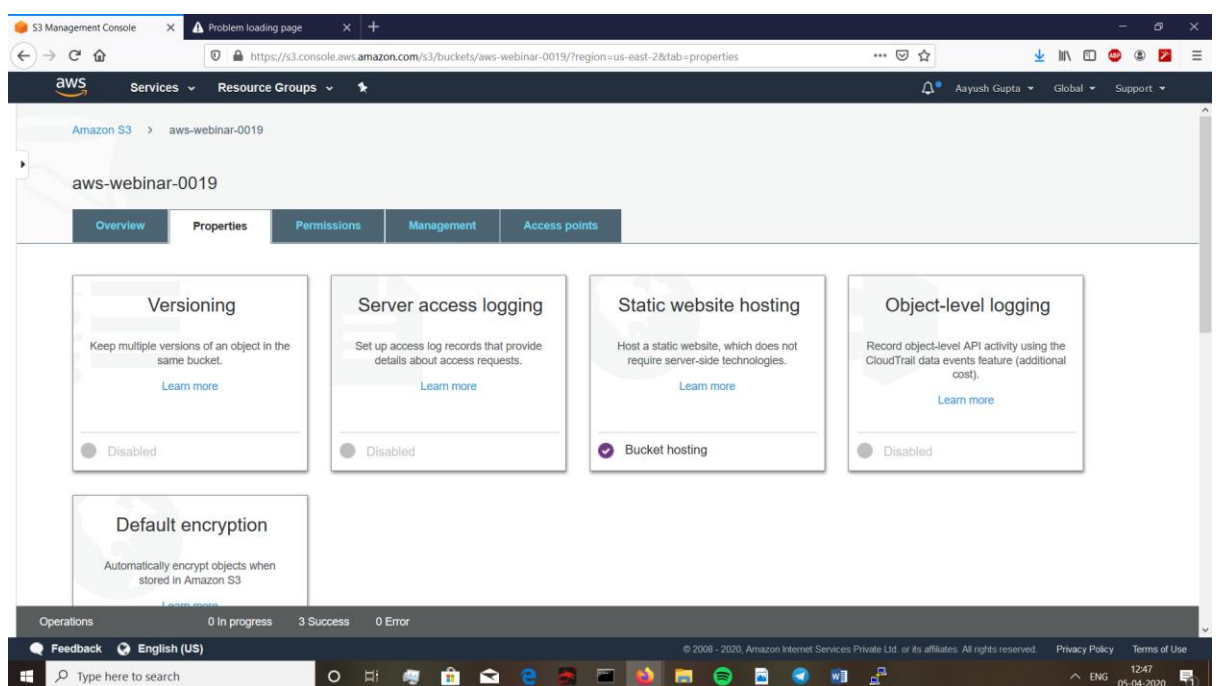 S3 Management Console
Problem loading page
https://s3.console.aws.amazon.com/s3/buckets/aws-webinar-0019/?region=us-east-2&tab=properties
ABP
aws Services Resource Groups Aayush Gupta Global Support
Amazon S3 > aws-webinar-0019
aws-webinar-0019
Overview Properties Permissions Management Access points
Versioning
Keep multiple versions of an object in the
same bucket.
Learn more
Disabled
Server access logging
Set up access log records that provide
details about access requests.
Learn more
Disabled
Static website hosting
Host a static website, which does not
require server-side technologies.
Learn more
Bucket hosting
Object-level logging
Record object-level API activity using the
CloudTrail data events feature (additional
cost).
Learn more
Disabled
Default encryption
Automatically encrypt objects when
stored in Amazon S3
Learn more
Operations 0 In progress 3 Success 0 Error
Feedback English (US) © 2008 - 2020, Amazon Internet Services Private Ltd. or its affiliates. All rights reserved. Privacy Policy Terms of Use
Type here to search
ENG
12:47
05-04-2020